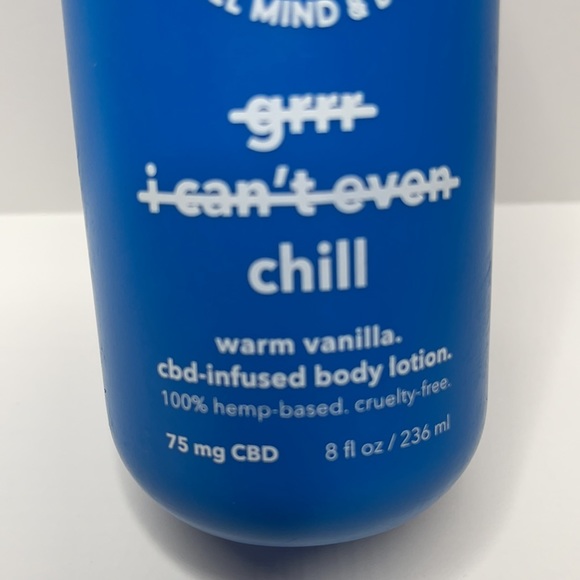 MIND &
grrr
i can't even
chill
warm vanilla.
cbd-infused body lotion.
100% hemp-based. cruelty-free.
75 mg CBD 8 fl oz / 236 ml